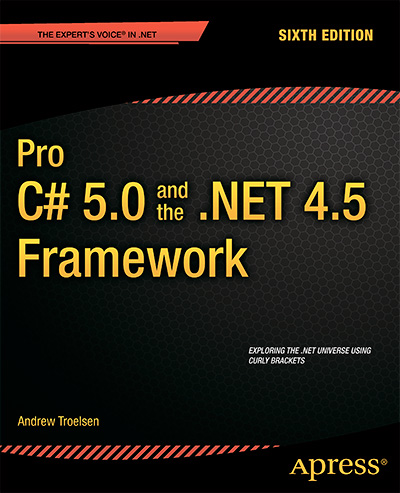 THE EXPERT'S VOICE® IN .NET
SIXTH EDITION
Pro
C# 5.0 and the .NET 4.5
Framework
EXPLORING THE .NET UNIVERSE USING
CURLY BRACKETS
Andrew Troelsen
Apress®